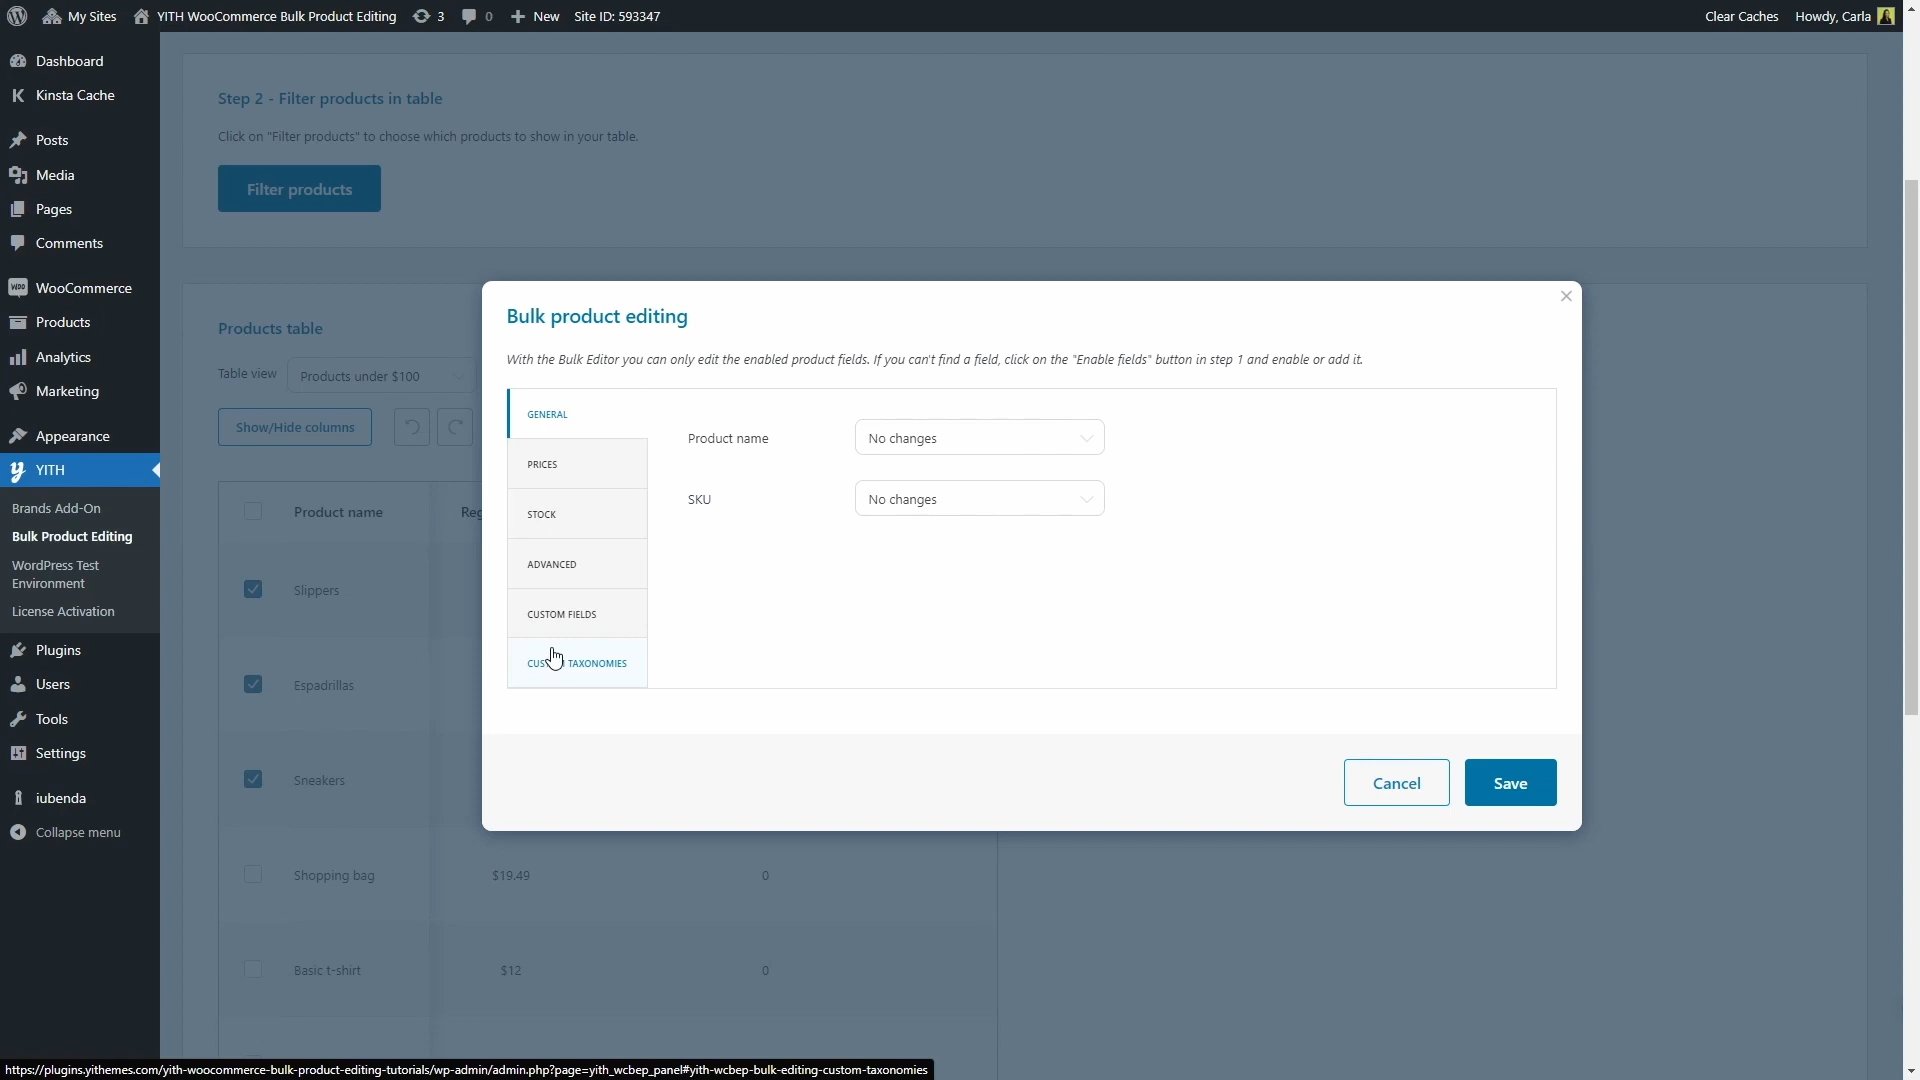 My Sites
YITH WooCommerce Bulk Product Editing
3
0
New
Site ID: 593347
Clear Caches
Howdy, Carla
Dashboard
Kinsta Cache
Posts
Media
Pages
Comments
WooCommerce
Products
Analytics
Marketing
Appearance
YITH
Brands Add-On
Bulk Product Editing
WordPress Test
Environment
License Activation
Plugins
Users
Tools
Settings
iubenda
Collapse menu
Step 2 - Filter products in table
Click on "Filter products" to choose which products to show in your table.
Filter products
Products table
Table view
Products under $100
Show/Hide columns
Product name
Slippers
Espadrillas
Sneakers
Shopping bag
$19.49
0
Basic t-shirt
$12
0
Bulk product editing
With the Bulk Editor you can only edit the enabled product fields. If you can't find a field, click on the "Enable fields" button in step 1 and enable or add it.
GENERAL
PRICES
STOCK
ADVANCED
CUSTOM FIELDS
TAXONOMIES
Product name
No changes
SKU
No changes
Cancel
Save
https://plugins.yithemes.com/yith-woocommerce-bulk-product-editing-tutorials/wp-admin/admin.php?page=yith_wcbep_panel#yith-wcbep-bulk-editing-custom-taxonomies